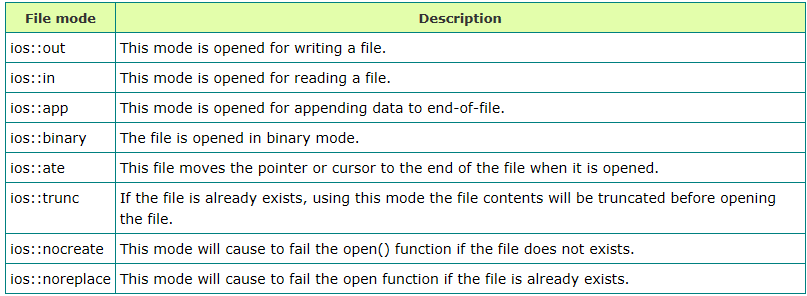 File mode Description
ios::out This mode is opened for writing a file.
ios::in This mode is opened for reading a file.
ios::app This mode is opened for appending data to end-of-file.
ios::binary The file is opened in binary mode.
ios::ate This file moves the pointer or cursor to the end of the file when it is opened.
ios::trunc If the file is already exists, using this mode the file contents will be truncated before opening
the file.
ios::nocreate This mode will cause to fail the open() function if the file does not exists.
ios::noreplace This mode will cause to fail the open function if the file is already exists.